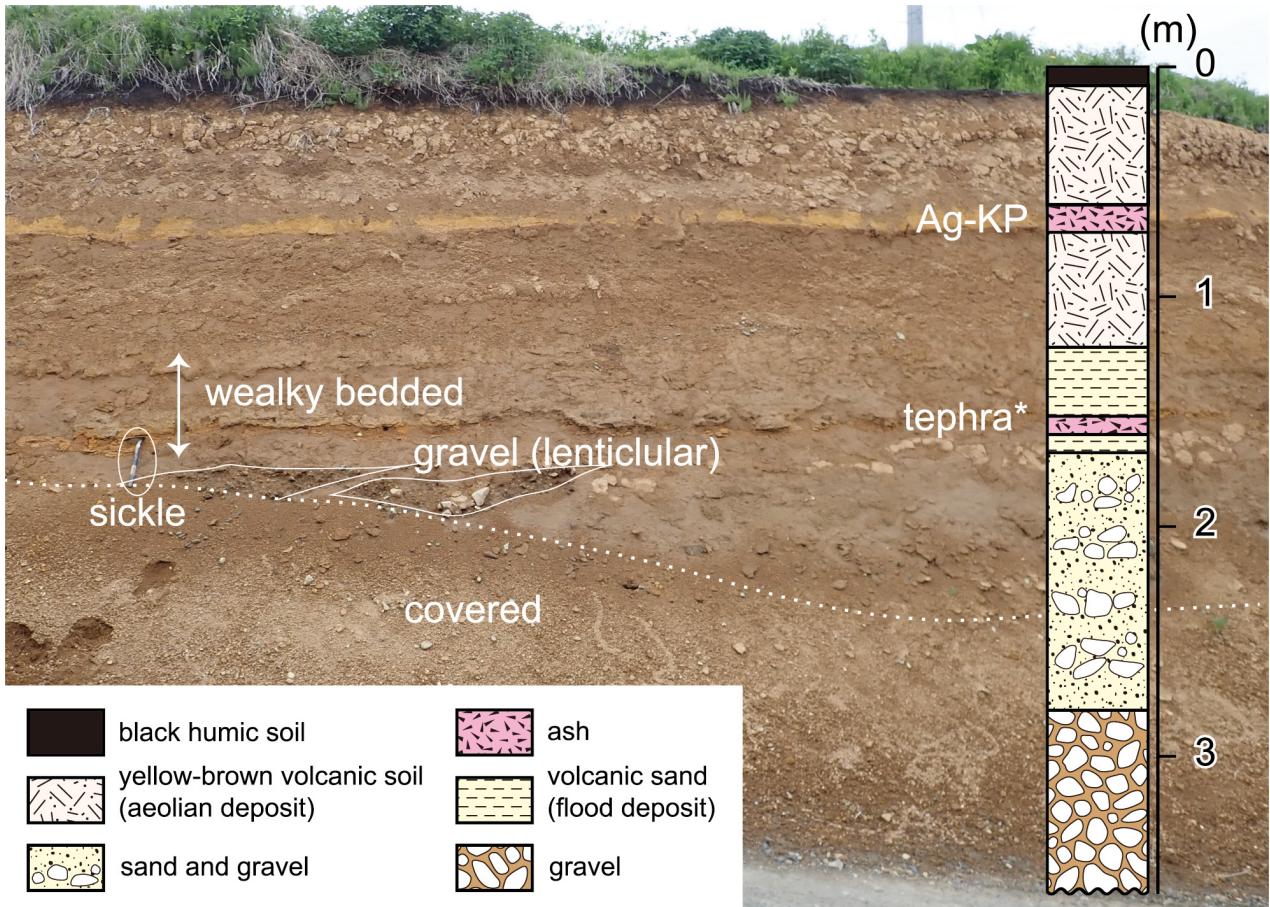 (m)
0
Ag-KP
1
wealky bedded
tephra*
gravel (lenticlular)
sickle
2
covered
3
black humic soil
yellow-brown volcanic soil
(aeolian deposit)
sand and gravel
ash
volcanic sand
(flood deposit)
gravel